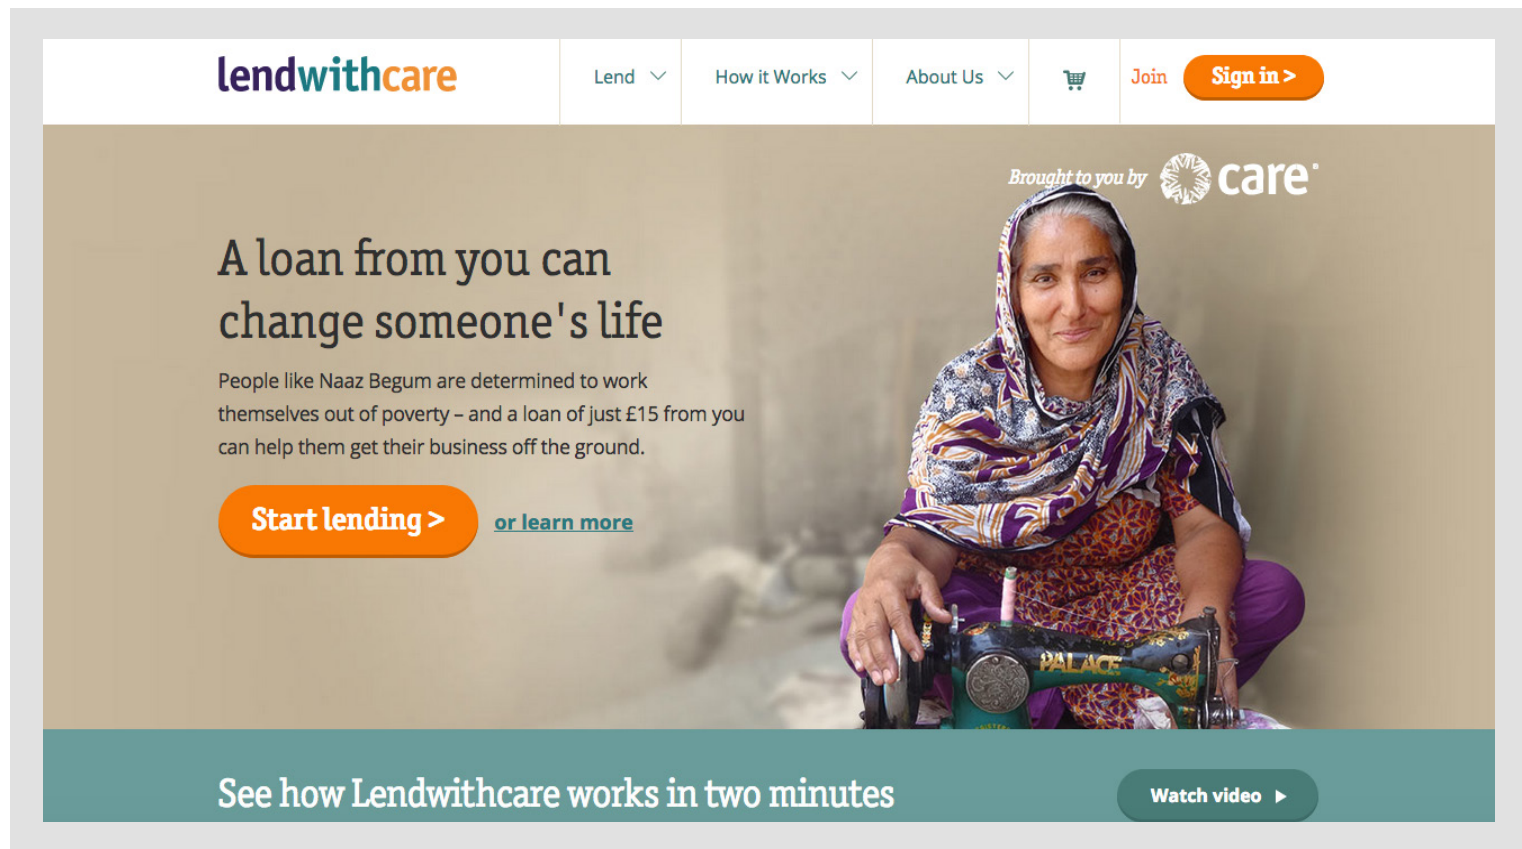 lendwithcare
Lend
How it Works
About Us
Join
Sign in >
Brought to you by care
A loan from you can
change someone's life
People like Naaz Begum are determined to work
themselves out of poverty – and a loan of just £15 from you
can help them get their business off the ground.
Start lending >
or learn more
PALACE
See how Lendwithcare works in two minutes
Watch video